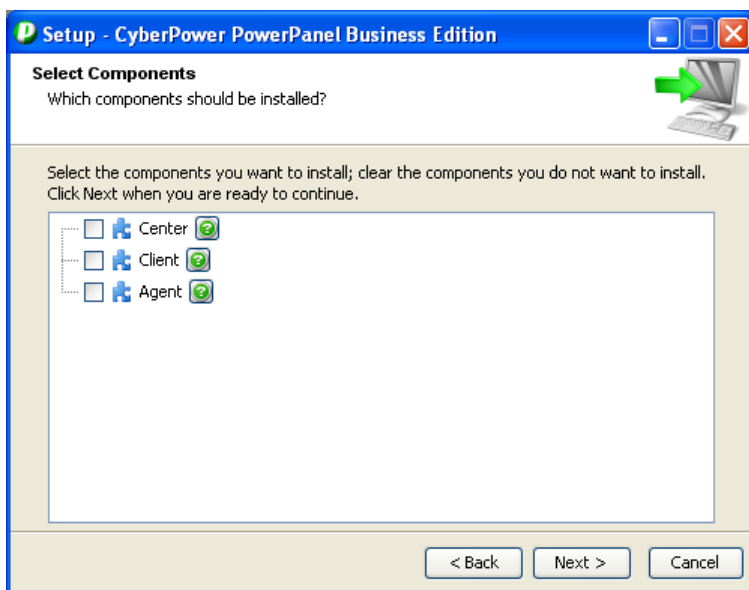 Setup - CyberPower PowerPanel Business Edition
Select Components
Which components should be installed?
Select the components you want to install; clear the components you do not want to install.
Click Next when you are ready to continue.
Center
Client
Agent
< Back Next > Cancel